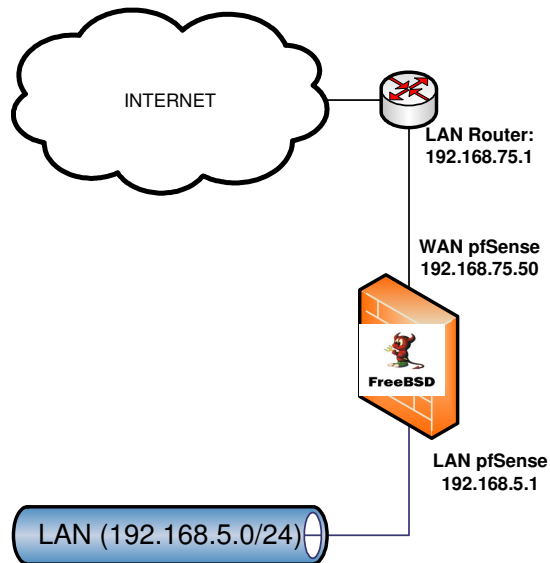 INTERNET
LAN Router:
192.168.75.1
WAN pfSense
192.168.75.50
FreeBSD
LAN pfSense
192.168.5.1
LAN (192.168.5.0/24)